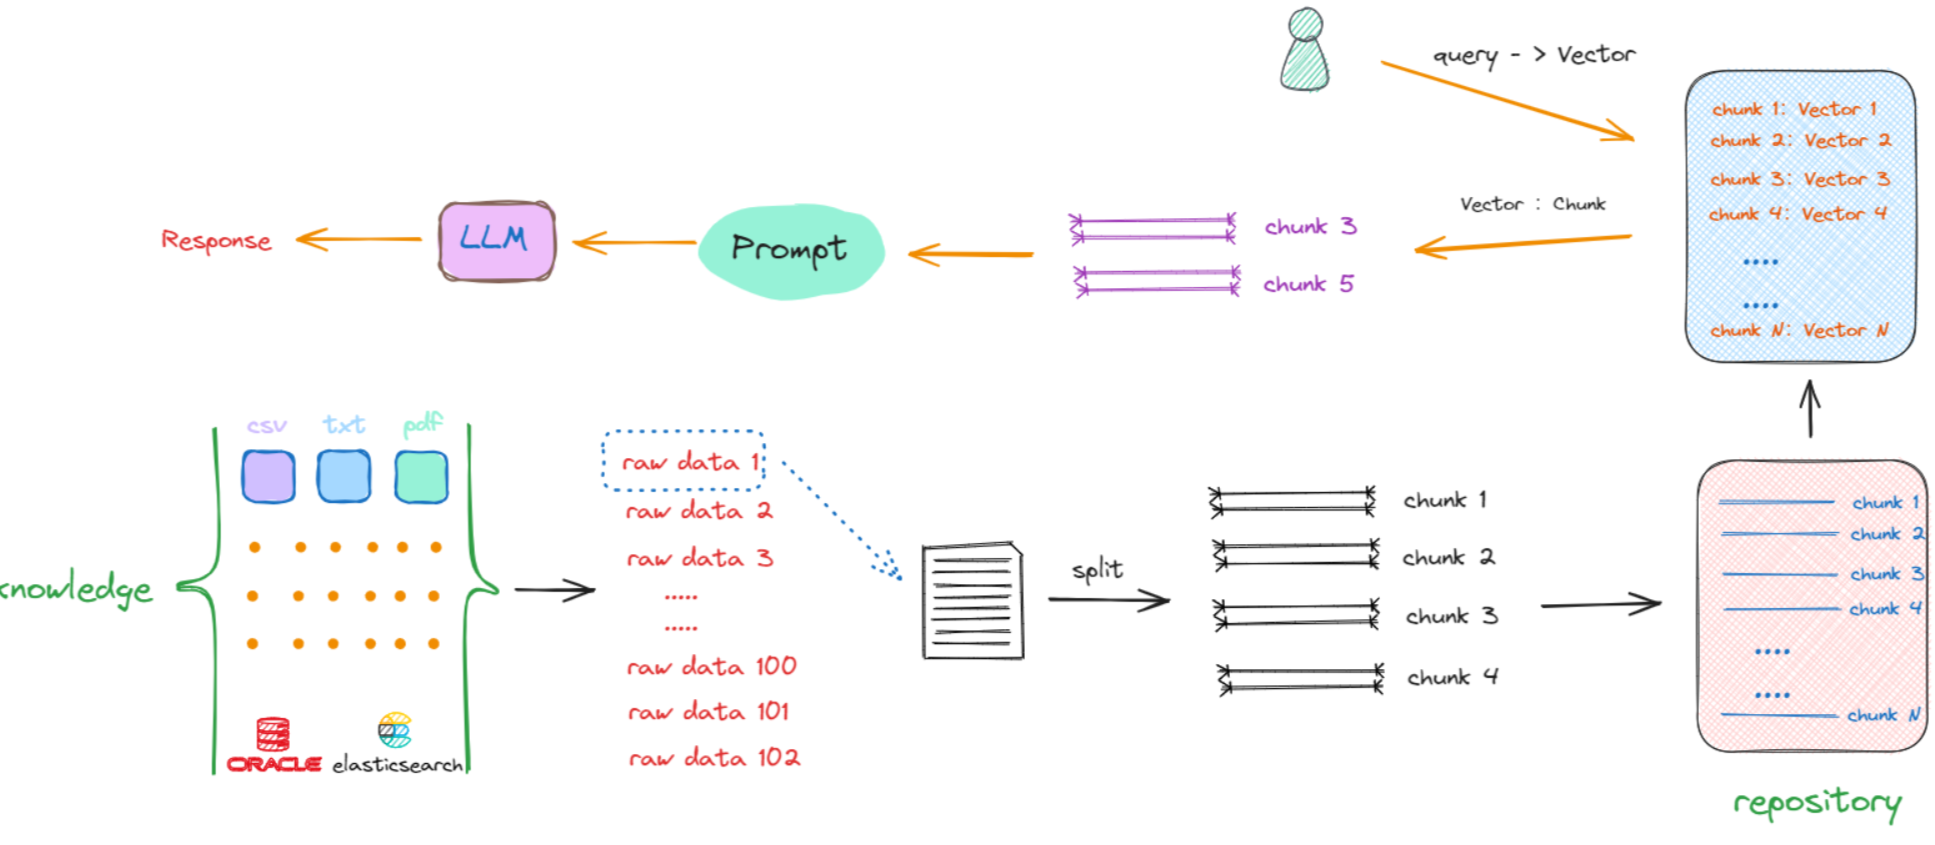 query - > Vector
chunk 1: Vector 1
chunk 2: Vector 2
chunk 3: Vector 3
chunk 4: Vector 4
....
....
chunk N: Vector N
Vector : Chunk
chunk 3
chunk 5
Prompt
LLM
Response
csv txt pdf
knowledge
ORACLE elasticsearch
raw data 1
raw data 2
raw data 3
.....
.....
raw data 100
raw data 101
raw data 102
split
chunk 1
chunk 2
chunk 3
chunk 4
chunk 1
chunk 2
chunk 3
chunk 4
....
....
chunk N
repository